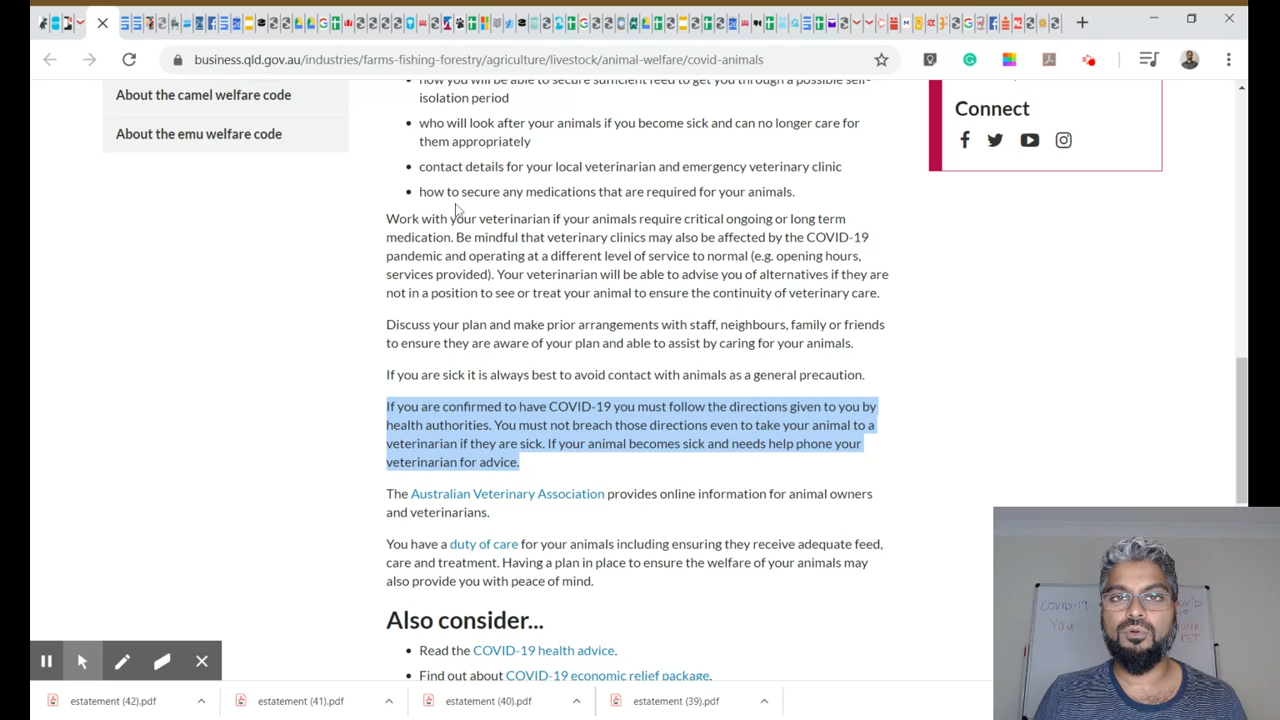 business.qld.gov.au/industries/farms-fishing-forestry/agriculture/livestock/animal-welfare/covid-animals
About the camel welfare code
About the emu welfare code
how you will be able to secure sufficient feed to get you through a possible self-
isolation period
who will look after your animals if you become sick and can no longer care for
them appropriately
contact details for your local veterinarian and emergency veterinary clinic
how to secure any medications that are required for your animals.
Work with your veterinarian if your animals require critical ongoing or long term
medication. Be mindful that veterinary clinics may also be affected by the COVID-19
pandemic and operating at a different level of service to normal (e.g. opening hours,
services provided). Your veterinarian will be able to advise you of alternatives if they are
not in a position to see or treat your animal to ensure the continuity of veterinary care.
Discuss your plan and make prior arrangements with staff, neighbours, family or friends
to ensure they are aware of your plan and able to assist by caring for your animals.
If you are sick it is always best to avoid contact with animals as a general precaution.
If you are confirmed to have COVID-19 you must follow the directions given to you by
health authorities. You must not breach those directions even to take your animal to a
veterinarian if they are sick. If your animal becomes sick and needs help phone your
veterinarian for advice.
The Australian Veterinary Association provides online information for animal owners
and veterinarians.
You have a duty of care for your animals including ensuring they receive adequate feed,
care and treatment. Having a plan in place to ensure the welfare of your animals may
also provide you with peace of mind.
Also consider...
Read the COVID-19 health advice.
Find out about COVID-19 economic relief package.
Connect
COVID-19
You
YOUR
PET
estatement (42).pdf
estatement (41).pdf
estatement (40).pdf
estatement (39).pdf